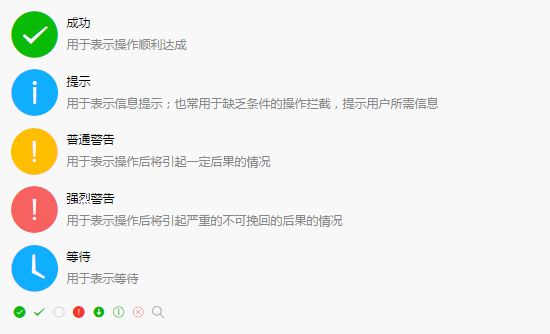 成功
用于表示操作顺利达成
提示
用于表示信息提示；也常用于缺乏条件的操作拦截，提示用户所需信息
普通警告
用于表示操作后将引起一定后果的情况
强烈警告
用于表示操作后将引起严重的不可挽回的后果的情况
等待
用于表示等待